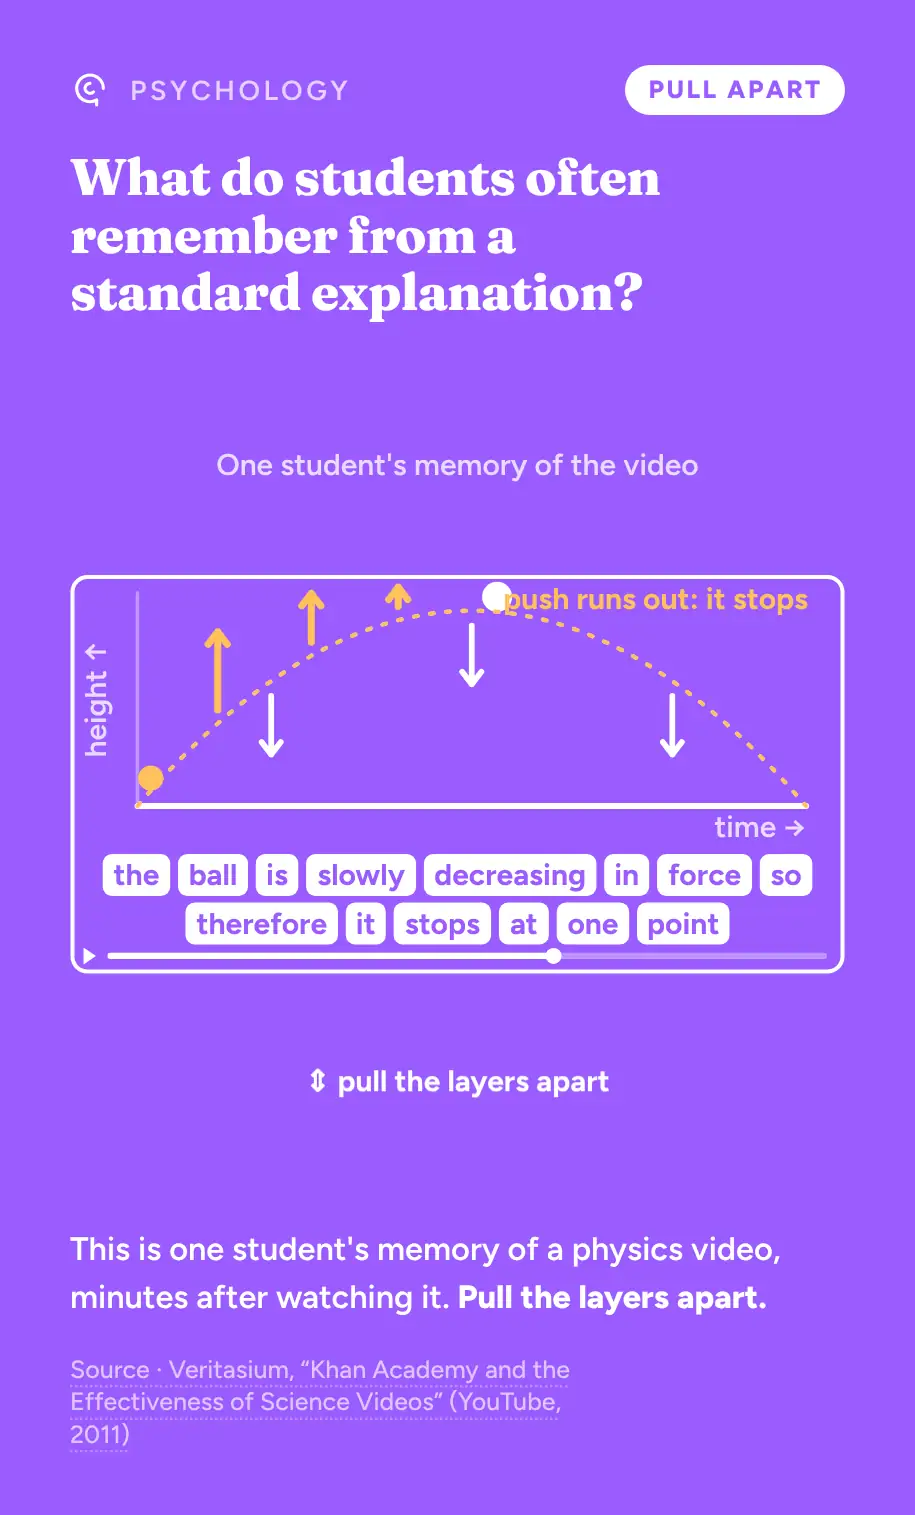 PSYCHOLOGY
PULL APART
What do students often
remember from a
standard explanation?
One student's memory of the video
push runs out: it stops
height ↑
time →
the ball is slowly decreasing in force so
therefore it stops at one point
⇕ pull the layers apart
This is one student's memory of a physics video,
minutes after watching it. Pull the layers apart.
Source · Veritasium, “Khan Academy and the
Effectiveness of Science Videos” (YouTube,
2011)